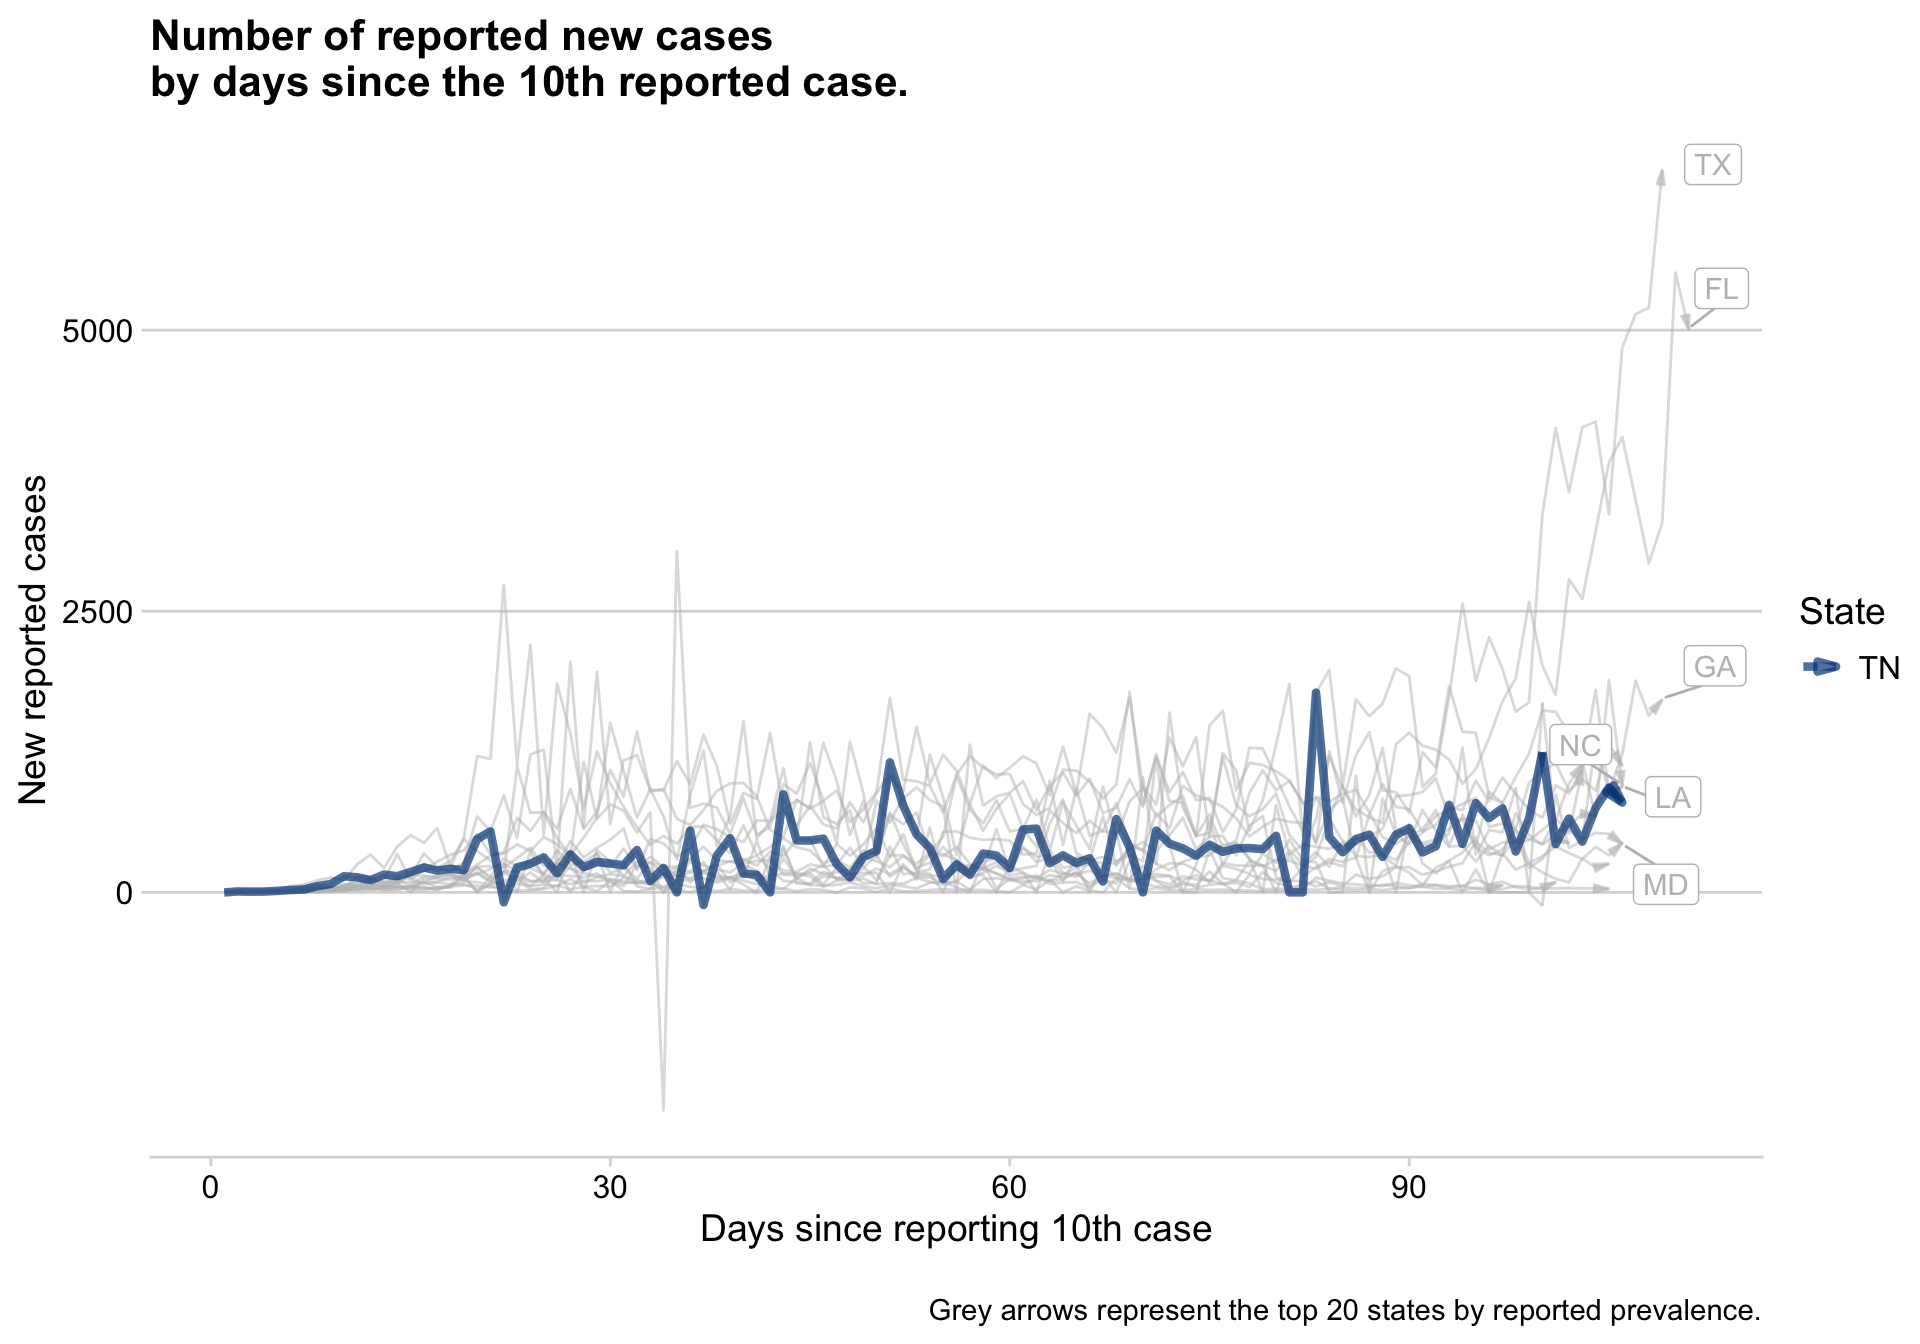 Number of reported new cases
by days since the 10th reported case.
TX
FL
5000
GA
NC
LA
MD
2500
0
New reported cases
State
TN
0
30
60
90
Days since reporting 10th case
Grey arrows represent the top 20 states by reported prevalence.